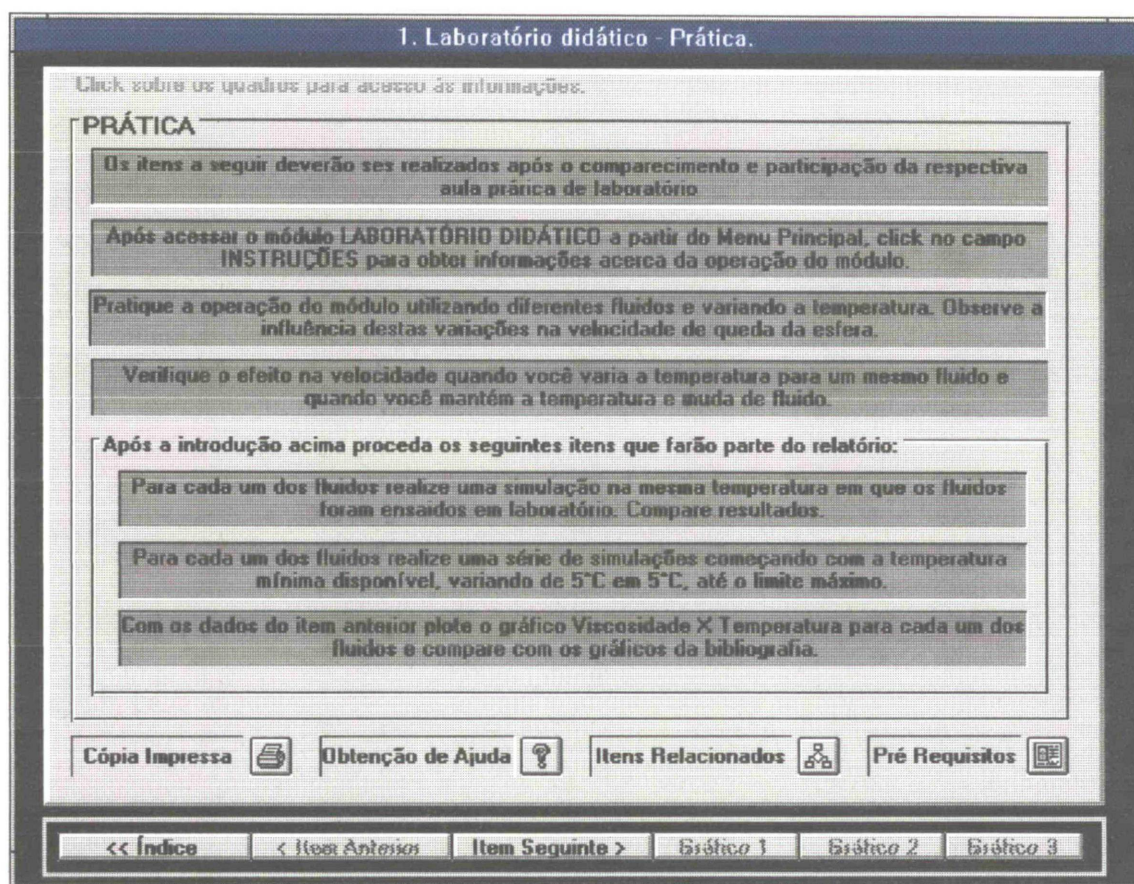 1. Laboratório didático - Prática.
Click sobre os quadros para acesso às informações.
PRÁTICA
Os itens a seguir deverão ses realizados após o comparecimento e participação da respectiva
aula prárica de laboratório
Após acessar o módulo LABORATÓRIO DIDÁTICO a partir do Menu Principal, click no campo
INSTRUÇÕES para obter informações acerca da operação do módulo.
Pratique a operação do módulo utilizando diferentes fluidos e variando a temperatura. Observe a
influência destas variações na velocidade de queda da esfera.
Verifique o efeito na velocidade quando você varia a temperatura para um mesmo fluido e
quando você mantém a temperatura e muda de fluido.
Após a introdução acima proceda os seguintes itens que farão parte do relatório:
Para cada um dos fluidos realize uma simulação na mesma temperatura em que os fluidos
foram ensaidos em laboratório. Compare resultados.
Para cada um dos fluidos realize uma série de simulações começando com a temperatura
mínima disponível, variando de 5°C em 5°C, até o limite máximo.
Com os dados do item anterior plote o gráfico Viscosidade X Temperatura para cada um dos
fluidos e compare com os gráficos da bibliografia.
Cópia Impressa Obtenção de Ajuda ? Itens Relacionados Pré Requisitos
<< Índice < Item Anterior Item Seguinte > Gráfico 1 Gráfico 2 Gráfico 3